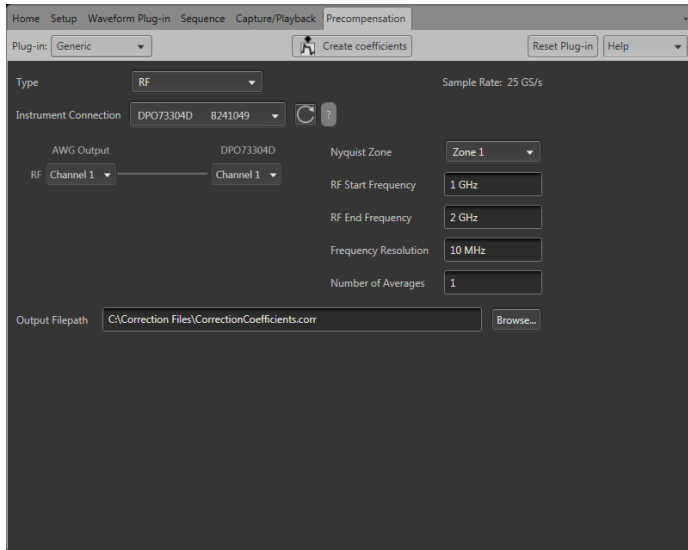 Home Setup Waveform Plug-in Sequence Capture/Playback Precompensation
Plug-in: Generic Create coefficients Reset Plug-in Help
Type RF Sample Rate: 25 GS/s
Instrument Connection DPO73304D B241049 ?
AWG Output DPO73304D Nyquist Zone Zone 1
RF Channel 1 Channel 1 RF Start Frequency 1 GHz
RF End Frequency 2 GHz
Frequency Resolution 10 MHz
Number of Averages 1
Output Filepath C:\Correction Files\CorrectionCoefficients.corr Browse...